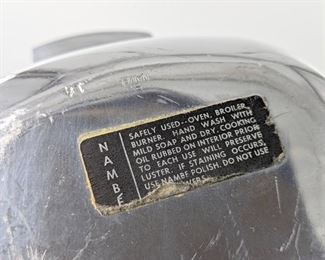 NAMBE
SAFELY USED--OVEN, BROILER,
BURNER. HAND WASH WITH
MILD SOAP AND DRY. COOKING
OIL RUBBED ON INTERIOR PRIOR
TO EACH USE WILL PRESERVE
LUSTER. IF STAINING OCCURS,
USE NAMBE POLISH. DO NOT USE